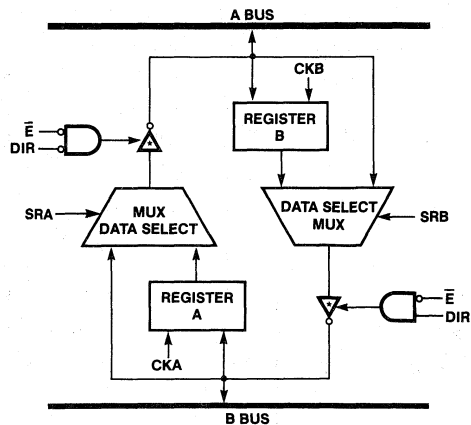 A BUS
CKB
REGISTER
B
E̅
DIR
SRA
MUX
DATA SELECT
DATA SELECT
MUX
SRB
REGISTER
A
*
*
E̅
DIR
CKA
B BUS